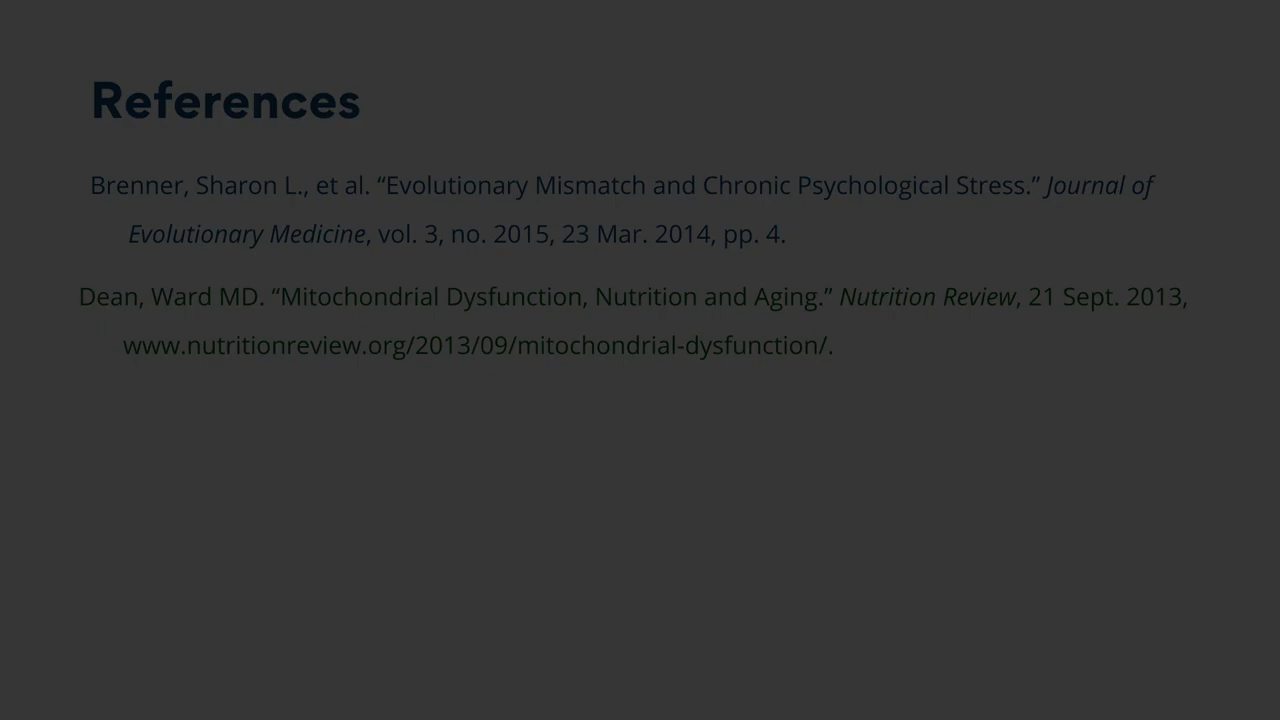 References
Brenner, Sharon L., et al. “Evolutionary Mismatch and Chronic Psychological Stress.” Journal of
Evolutionary Medicine, vol. 3, no. 2015, 23 Mar. 2014, pp. 4.
Dean, Ward MD. “Mitochondrial Dysfunction, Nutrition and Aging.” Nutrition Review, 21 Sept. 2013,
www.nutritionreview.org/2013/09/mitochondrial-dysfunction/.